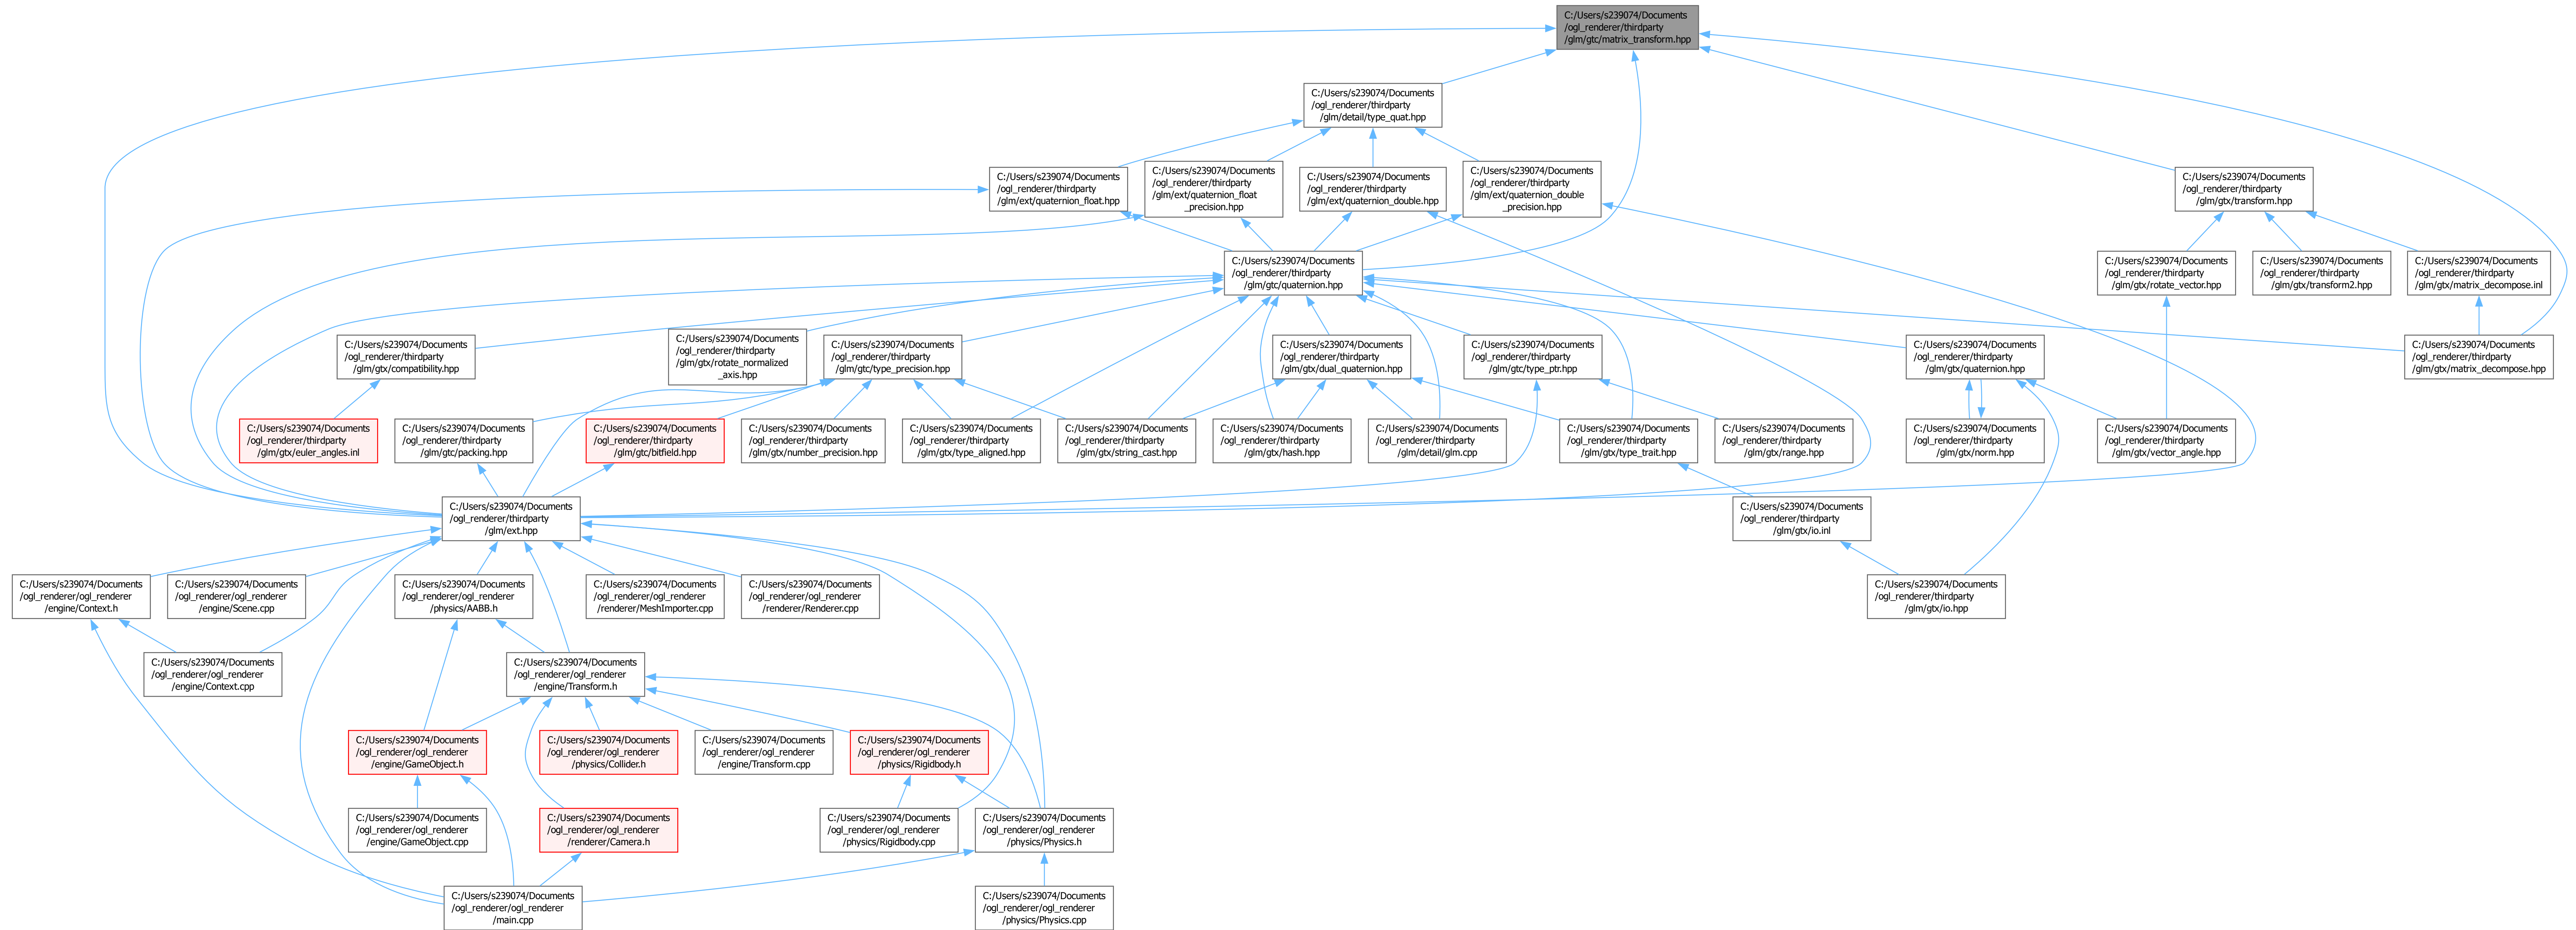 C:/Users/s239074/Documents
/ogl_renderer/thirdparty
/glm/gtc/matrix_transform.hpp
C:/Users/s239074/Documents
/ogl_renderer/thirdparty
/glm/detail/type_quat.hpp
C:/Users/s239074/Documents
/ogl_renderer/thirdparty
/glm/ext/quaternion_float.hpp
C:/Users/s239074/Documents
/ogl_renderer/thirdparty
/glm/ext/quaternion_float
_precision.hpp
C:/Users/s239074/Documents
/ogl_renderer/thirdparty
/glm/ext/quaternion_double.hpp
C:/Users/s239074/Documents
/ogl_renderer/thirdparty
/glm/ext/quaternion_double
_precision.hpp
C:/Users/s239074/Documents
/ogl_renderer/thirdparty
/glm/gtx/transform.hpp
C:/Users/s239074/Documents
/ogl_renderer/thirdparty
/glm/gtc/quaternion.hpp
C:/Users/s239074/Documents
/ogl_renderer/thirdparty
/glm/gtx/rotate_vector.hpp
C:/Users/s239074/Documents
/ogl_renderer/thirdparty
/glm/gtx/transform2.hpp
C:/Users/s239074/Documents
/ogl_renderer/thirdparty
/glm/gtx/matrix_decompose.inl
C:/Users/s239074/Documents
/ogl_renderer/thirdparty
/glm/gtx/compatibility.hpp
C:/Users/s239074/Documents
/ogl_renderer/thirdparty
/glm/gtx/rotate_normalized
_axis.hpp
C:/Users/s239074/Documents
/ogl_renderer/thirdparty
/glm/gtc/type_precision.hpp
C:/Users/s239074/Documents
/ogl_renderer/thirdparty
/glm/gtx/dual_quaternion.hpp
C:/Users/s239074/Documents
/ogl_renderer/thirdparty
/glm/gtc/type_ptr.hpp
C:/Users/s239074/Documents
/ogl_renderer/thirdparty
/glm/gtx/quaternion.hpp
C:/Users/s239074/Documents
/ogl_renderer/thirdparty
/glm/gtx/matrix_decompose.hpp
C:/Users/s239074/Documents
/ogl_renderer/thirdparty
/glm/gtx/euler_angles.inl
C:/Users/s239074/Documents
/ogl_renderer/thirdparty
/glm/gtc/packing.hpp
C:/Users/s239074/Documents
/ogl_renderer/thirdparty
/glm/gtc/bitfield.hpp
C:/Users/s239074/Documents
/ogl_renderer/thirdparty
/glm/gtx/number_precision.hpp
C:/Users/s239074/Documents
/ogl_renderer/thirdparty
/glm/gtx/type_aligned.hpp
C:/Users/s239074/Documents
/ogl_renderer/thirdparty
/glm/gtx/string_cast.hpp
C:/Users/s239074/Documents
/ogl_renderer/thirdparty
/glm/gtx/hash.hpp
C:/Users/s239074/Documents
/ogl_renderer/thirdparty
/glm/detail/glm.cpp
C:/Users/s239074/Documents
/ogl_renderer/thirdparty
/glm/gtx/type_trait.hpp
C:/Users/s239074/Documents
/ogl_renderer/thirdparty
/glm/gtx/range.hpp
C:/Users/s239074/Documents
/ogl_renderer/thirdparty
/glm/gtx/norm.hpp
C:/Users/s239074/Documents
/ogl_renderer/thirdparty
/glm/gtx/vector_angle.hpp
C:/Users/s239074/Documents
/ogl_renderer/thirdparty
/glm/ext.hpp
C:/Users/s239074/Documents
/ogl_renderer/thirdparty
/glm/gtx/io.inl
C:/Users/s239074/Documents
/ogl_renderer/ogl_renderer
/engine/Context.h
C:/Users/s239074/Documents
/ogl_renderer/ogl_renderer
/engine/Scene.cpp
C:/Users/s239074/Documents
/ogl_renderer/ogl_renderer
/physics/AABB.h
C:/Users/s239074/Documents
/ogl_renderer/ogl_renderer
/renderer/MeshImporter.cpp
C:/Users/s239074/Documents
/ogl_renderer/ogl_renderer
/renderer/Renderer.cpp
C:/Users/s239074/Documents
/ogl_renderer/thirdparty
/glm/gtx/io.hpp
C:/Users/s239074/Documents
/ogl_renderer/ogl_renderer
/engine/Context.cpp
C:/Users/s239074/Documents
/ogl_renderer/ogl_renderer
/engine/Transform.h
C:/Users/s239074/Documents
/ogl_renderer/ogl_renderer
/engine/GameObject.h
C:/Users/s239074/Documents
/ogl_renderer/ogl_renderer
/physics/Collider.h
C:/Users/s239074/Documents
/ogl_renderer/ogl_renderer
/engine/Transform.cpp
C:/Users/s239074/Documents
/ogl_renderer/ogl_renderer
/physics/Rigidbody.h
C:/Users/s239074/Documents
/ogl_renderer/ogl_renderer
/engine/GameObject.cpp
C:/Users/s239074/Documents
/ogl_renderer/ogl_renderer
/renderer/Camera.h
C:/Users/s239074/Documents
/ogl_renderer/ogl_renderer
/physics/Rigidbody.cpp
C:/Users/s239074/Documents
/ogl_renderer/ogl_renderer
/physics/Physics.h
C:/Users/s239074/Documents
/ogl_renderer/ogl_renderer
/main.cpp
C:/Users/s239074/Documents
/ogl_renderer/ogl_renderer
/physics/Physics.cpp